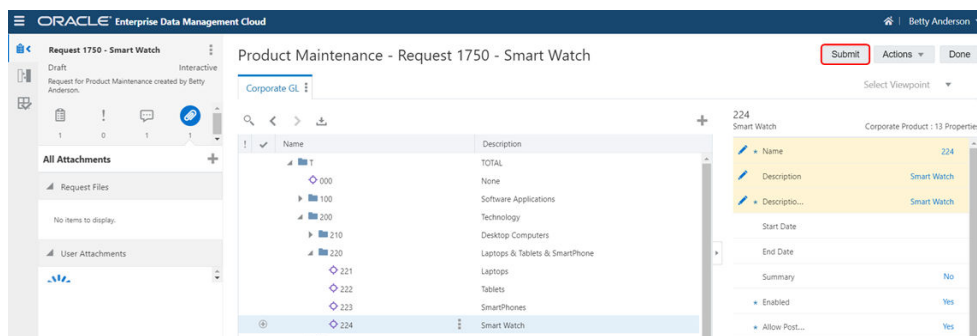 ORACLE Enterprise Data Management Cloud
Betty Anderson
Request 1750 - Smart Watch
Draft Interactive
Request for Product Maintenance created by Betty
Anderson.
1 0 1 1
All Attachments
Request Files
No items to display.
User Attachments
Product Maintenance - Request 1750 - Smart Watch
Submit Actions Done
Corporate GL
Select Viewpoint
Name Description
T TOTAL
000 None
100 Software Applications
200 Technology
210 Desktop Computers
220 Laptops & Tablets & SmartPhone
221 Laptops
222 Tablets
223 SmartPhones
224 Smart Watch
224
Smart Watch Corporate Product : 13 Propertie
Name 224
Description Smart Watch
Descriptio... Smart Watch
Start Date
End Date
Summary No
Enabled Yes
Allow Post... Yes